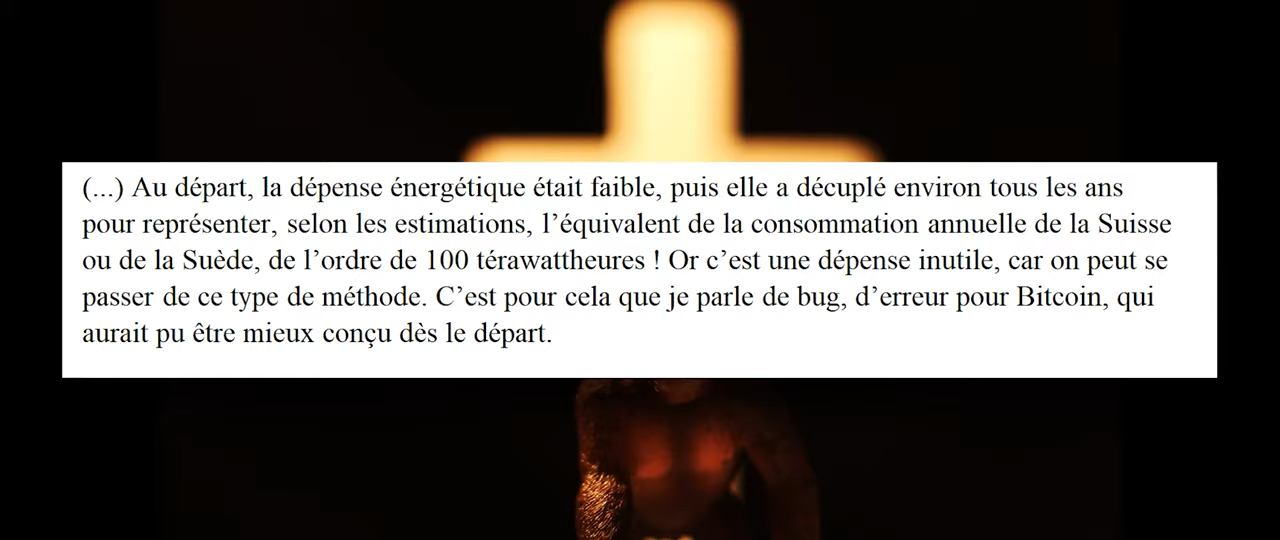 (...) Au départ, la dépense énergétique était faible, puis elle a décuplé environ tous les ans
pour représenter, selon les estimations, l’équivalent de la consommation annuelle de la Suisse
ou de la Suède, de l’ordre de 100 térawattheures ! Or c’est une dépense inutile, car on peut se
passer de ce type de méthode. C’est pour cela que je parle de bug, d’erreur pour Bitcoin, qui
aurait pu être mieux conçu dès le départ.